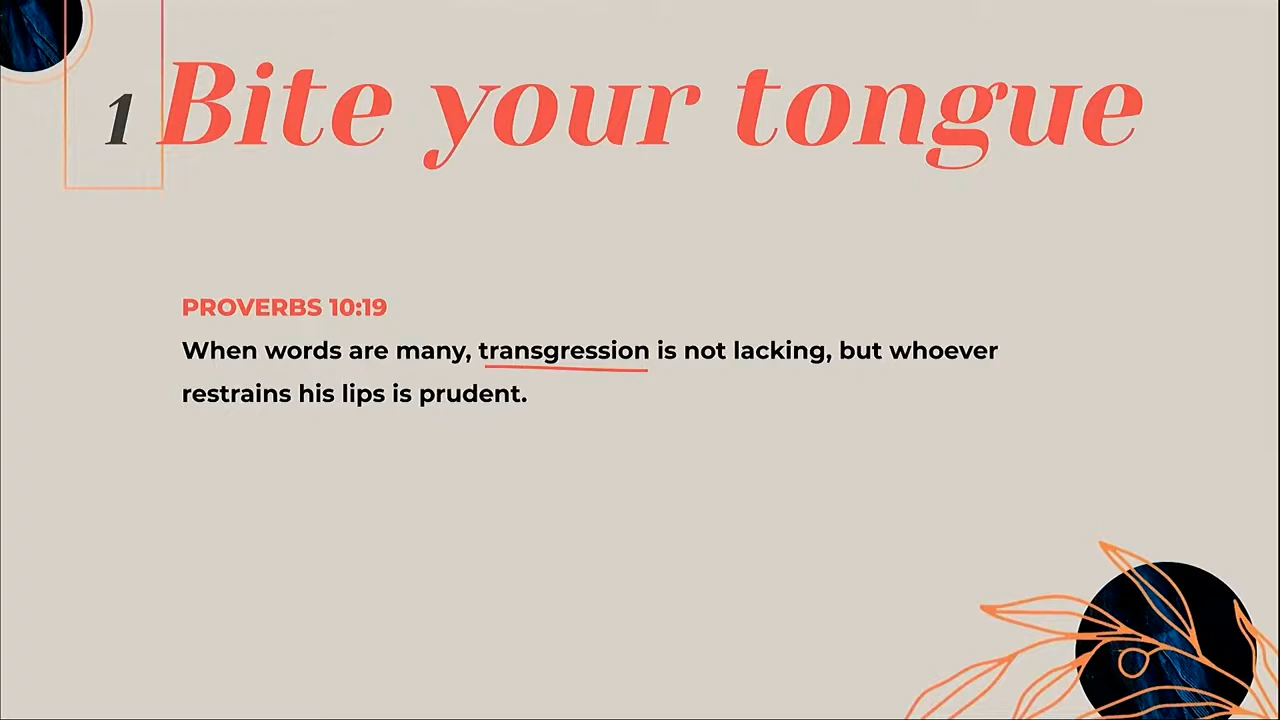 1 Bite your tongue
PROVERBS 10:19
When words are many, transgression is not lacking, but whoever
restrains his lips is prudent.